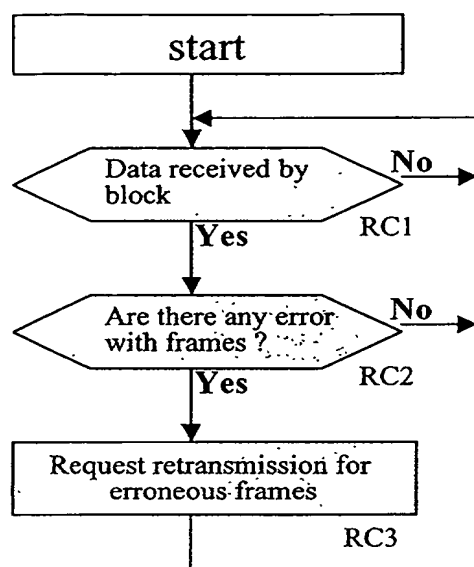 start
Data received by
block
No
RC1
Yes
Are there any error
with frames ?
No
RC2
Yes
Request retransmission for
erroneous frames
RC3